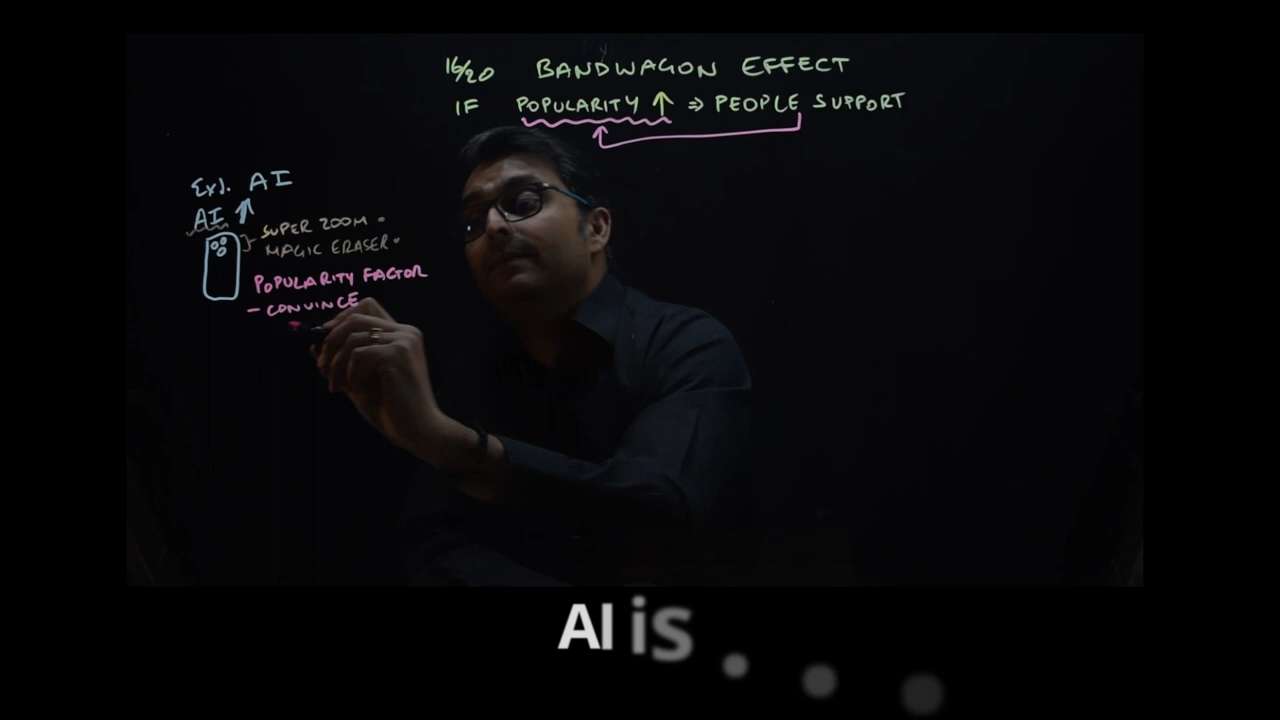 16/20 BANDWAGON EFFECT
IF POPULARITY ↑ ⇒ PEOPLE SUPPORT
Ex). AI
AI ↑
SUPER ZOOM
MAGIC ERASER
POPULARITY FACTOR
- CONVINCE
AI is ...